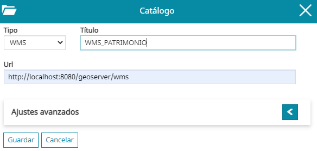 Catálogo
Tipo
Título
WMS
WMS_PATRIMONIO
Url
http://localhost:8080/geoserver/wms
Ajustes avanzados
Guardar
Cancelar